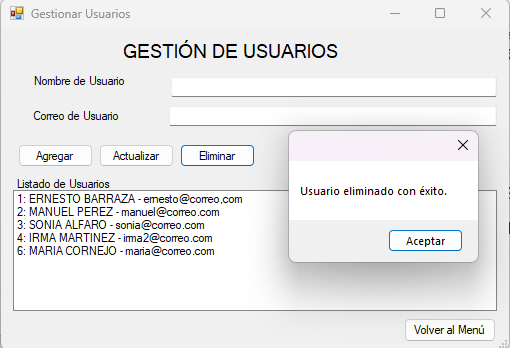 Gestionar Usuarios
GESTIÓN DE USUARIOS
Nombre de Usuario
Correo de Usuario
Agregar
Actualizar
Eliminar
Usuario eliminado con éxito.
Aceptar
Listado de Usuarios
1: ERNESTO BARRAZA - ernesto@correo,com
2: MANUEL PEREZ - manuel@correo.com
3: SONIA ALFARO - sonia@correo.com
4: IRMA MARTINEZ - irma2@correo.com
6: MARIA CORNEJO - maria@correo.com
Volver al Menú